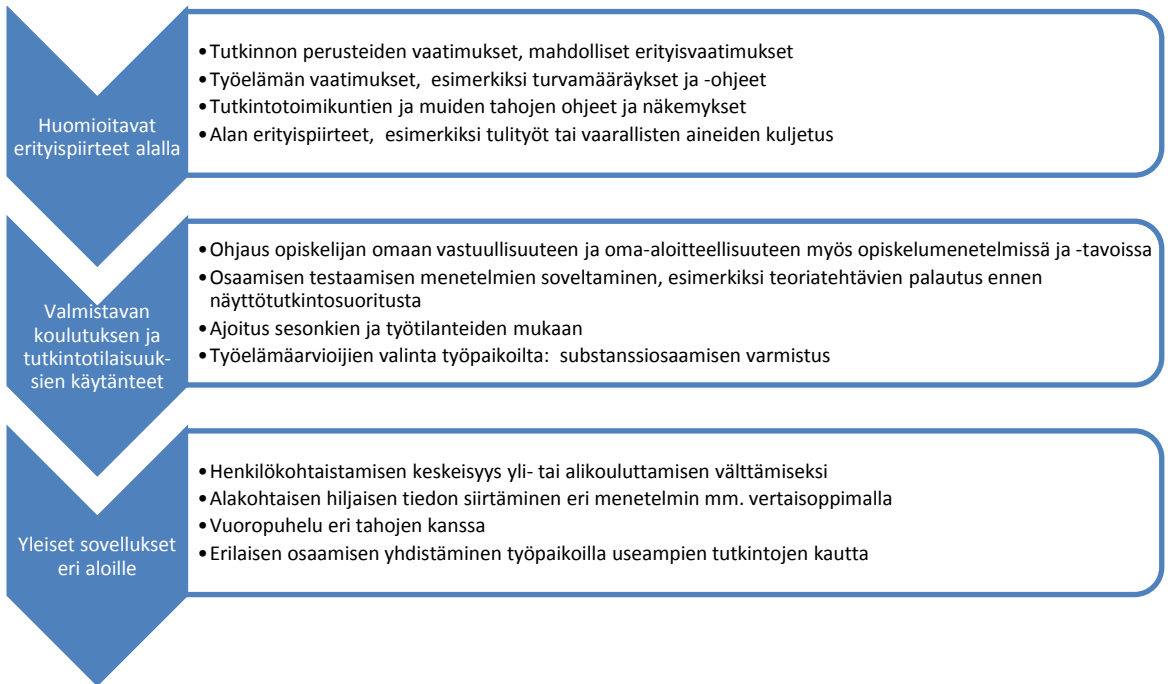 Huomioitavat
erityispiirteet alalla
•Tutkinnon perusteiden vaatimukset, mahdolliset erityisvaatimukset
•Työelämän vaatimukset, esimerkiksi turvamääräykset ja -ohjeet
•Tutkintotoimikuntien ja muiden tahojen ohjeet ja näkemykset
•Alan erityispiirteet, esimerkiksi tulityöt tai vaarallisten aineiden kuljetus
Valmistavan
koulutuksen ja
tutkintotilaisuuk-
sien käytänteet
•Ohjaus opiskelijan omaan vastuullisuuteen ja oma-aloitteellisuuteen myös opiskelumenetelmissä ja -tavoissa
•Osaamisen testaamisen menetelmien soveltaminen, esimerkiksi teoriatehtävien palautus ennen
näyttötutkintosuoritusta
•Ajoitus sesonkien ja työtilanteiden mukaan
•Työelämäarvioijien valinta työpaikoilta: substanssiosaamisen varmistus
Yleiset sovellukset
eri aloille
•Henkilökohtaistamisen keskeisyys yli- tai alikouluttamisen välttämiseksi
•Alakohtaisen hiljaisen tiedon siirtäminen eri menetelmin mm. vertaisoppimalla
•Vuoropuhelu eri tahojen kanssa
•Erilaisen osaamisen yhdistäminen työpaikoilla useampien tutkintojen kautta